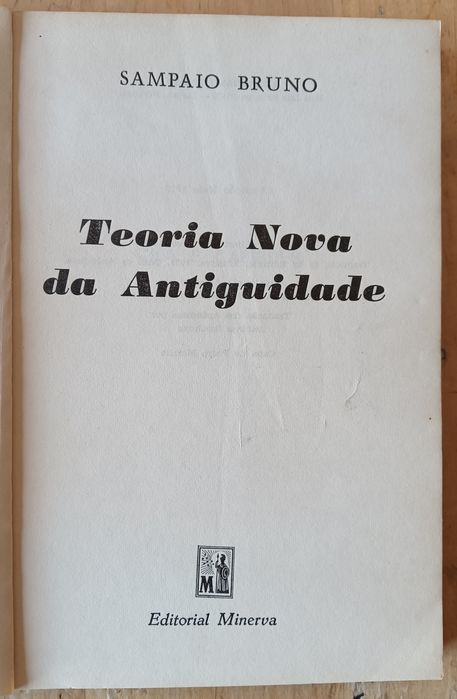 SAMPAIO BRUNO
Teoria Nova
da Antiguidade
M
Editorial Minerva